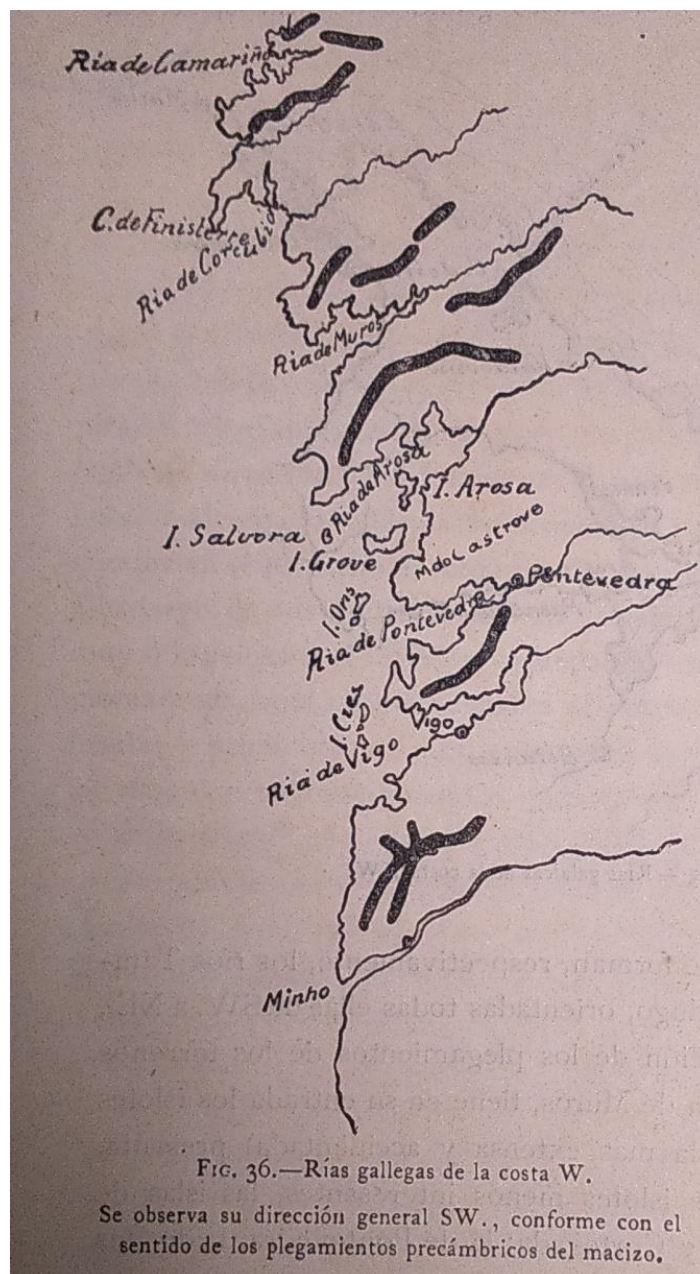 Ria de Camariñas
C. de Finisterre
Ria de Corcubión
Ria de Muros
Ria de Arosa
I. Arosa
I. Salvora
I. Grove
M do Castrove
I. Ons
Pontevedra
Ria de Pontevedra
I. Cíes
Vigo
Ria de Vigo
Minho
FIG. 36.—Rías gallegas de la costa W.
Se observa su dirección general SW., conforme con el
sentido de los plegamientos precámbricos del macizo.